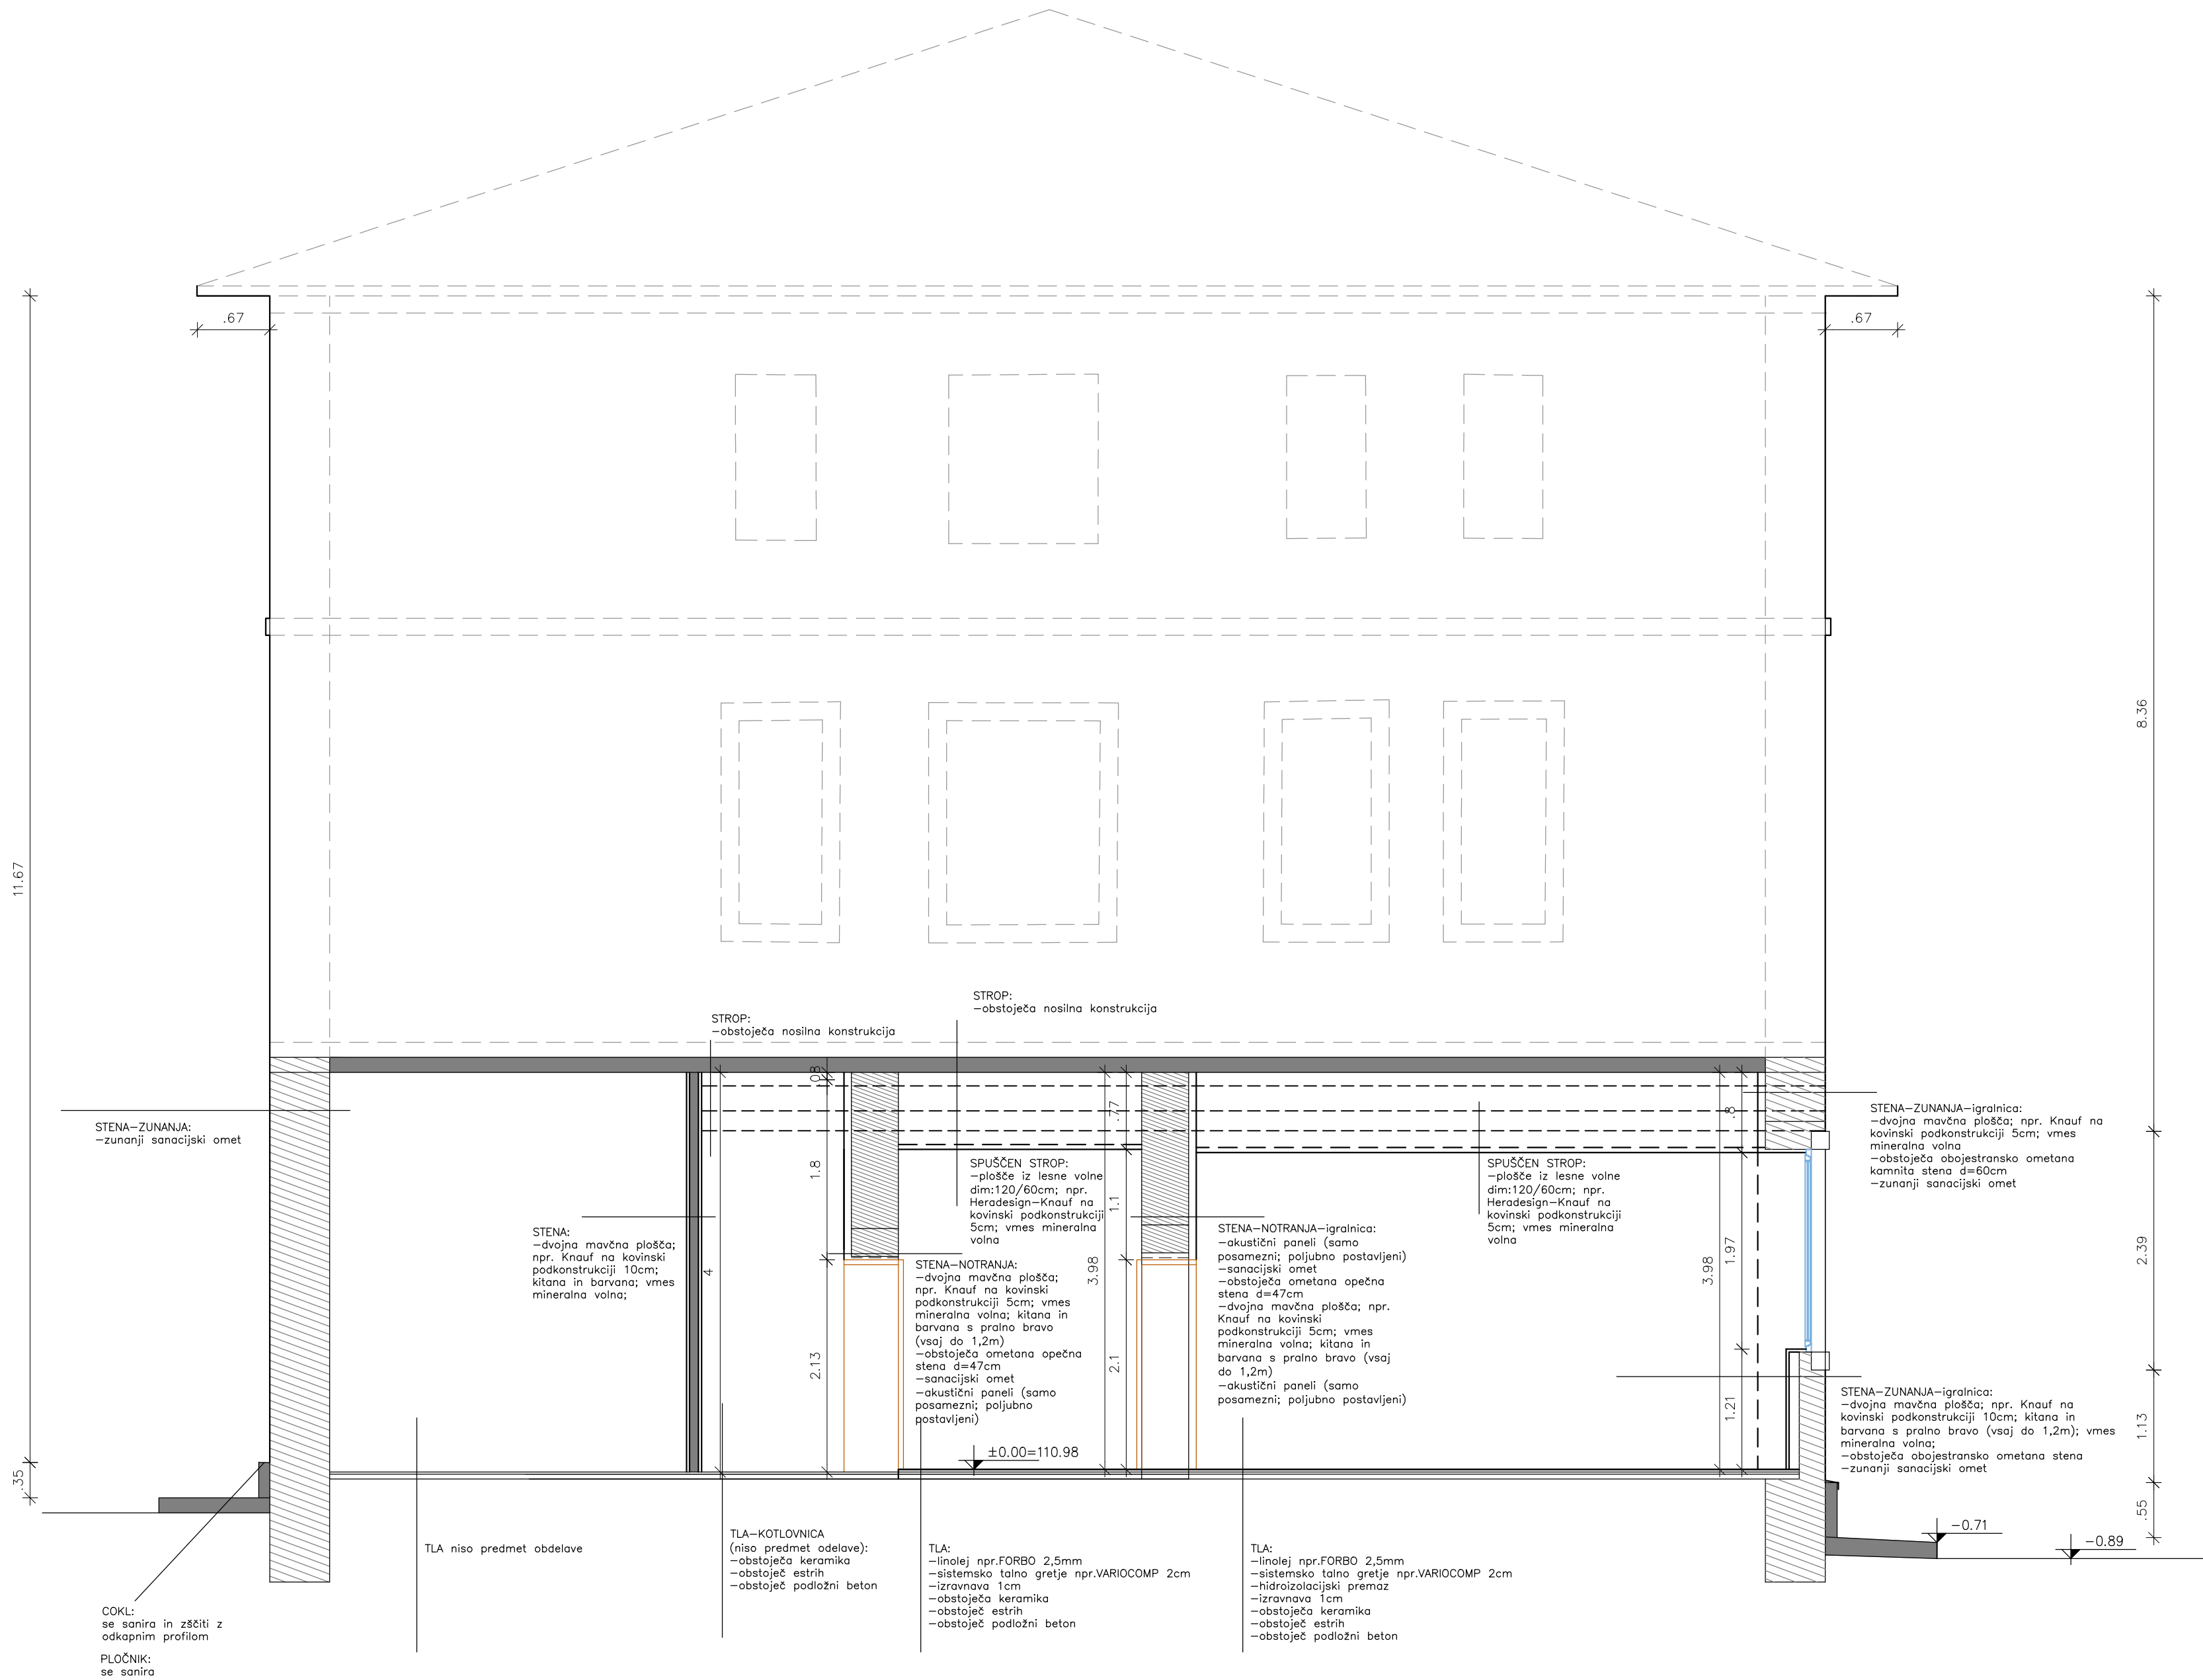 .67
.67
11.67
8.36
STROP:
-obstoječa nosilna konstrukcija
STROP:
-obstoječa nosilna konstrukcija
.08
1.8
2.13
4
3.98
.77
1.1
2.1
3.98
.8
1.97
1.21
2.39
1.13
.55
.35
STENA-ZUNANJA:
-zunanji sanacijski omet
STENA:
-dvojna mavčna plošča;
npr. Knauf na kovinski
podkonstrukciji 10cm;
kitana in barvana; vmes
mineralna volna;
SPUŠČEN STROP:
-plošče iz lesne volne
dim:120/60cm; npr.
Heradesign-Knauf na
kovinski podkonstrukciji
5cm; vmes mineralna
volna
STENA-NOTRANJA:
-dvojna mavčna plošča;
npr. Knauf na kovinski
podkonstrukciji 5cm; vmes
mineralna volna; kitana in
barvana s pralno bravo
(vsaj do 1,2m)
-obstoječa ometana opečna
stena d=47cm
-sanacijski omet
-akustični paneli (samo
posamezni; poljubno
postavljeni)
STENA-NOTRANJA-igralnica:
-akustični paneli (samo
posamezni; poljubno postavljeni)
-sanacijski omet
-obstoječa ometana opečna
stena d=47cm
-dvojna mavčna plošča; npr.
Knauf na kovinski
podkonstrukciji 5cm; vmes
mineralna volna; kitana in
barvana s pralno bravo (vsaj
do 1,2m)
-akustični paneli (samo
posamezni; poljubno postavljeni)
SPUŠČEN STROP:
-plošče iz lesne volne
dim:120/60cm; npr.
Heradesign-Knauf na
kovinski podkonstrukciji
5cm; vmes mineralna
volna
STENA-ZUNANJA-igralnica:
-dvojna mavčna plošča; npr. Knauf na
kovinski podkonstrukciji 5cm; vmes
mineralna volna
-obstoječa obojestransko ometana
kamnita stena d=60cm
-zunanji sanacijski omet
STENA-ZUNANJA-igralnica:
-dvojna mavčna plošča; npr. Knauf na
kovinski podkonstrukciji 10cm; kitana in
barvana s pralno bravo (vsaj do 1,2m); vmes
mineralna volna;
-obstoječa obojestransko ometana stena
-zunanji sanacijski omet
±0.00=110.98
-0.71
-0.89
TLA niso predmet obdelave
TLA-KOTLOVNICA
(niso predmet odelave):
-obstoječa keramika
-obstoječ estrih
-obstoječ podložni beton
TLA:
-linolej npr.FORBO 2,5mm
-sistemsko talno gretje npr.VARIOCOMP 2cm
-izravnava 1cm
-obstoječa keramika
-obstoječ estrih
-obstoječ podložni beton
TLA:
-linolej npr.FORBO 2,5mm
-sistemsko talno gretje npr.VARIOCOMP 2cm
-hidroizolacijski premaz
-izravnava 1cm
-obstoječa keramika
-obstoječ estrih
-obstoječ podložni beton
COKL:
se sanira in zščiti z
odkapnim profilom
PLOČNIK:
se sanira